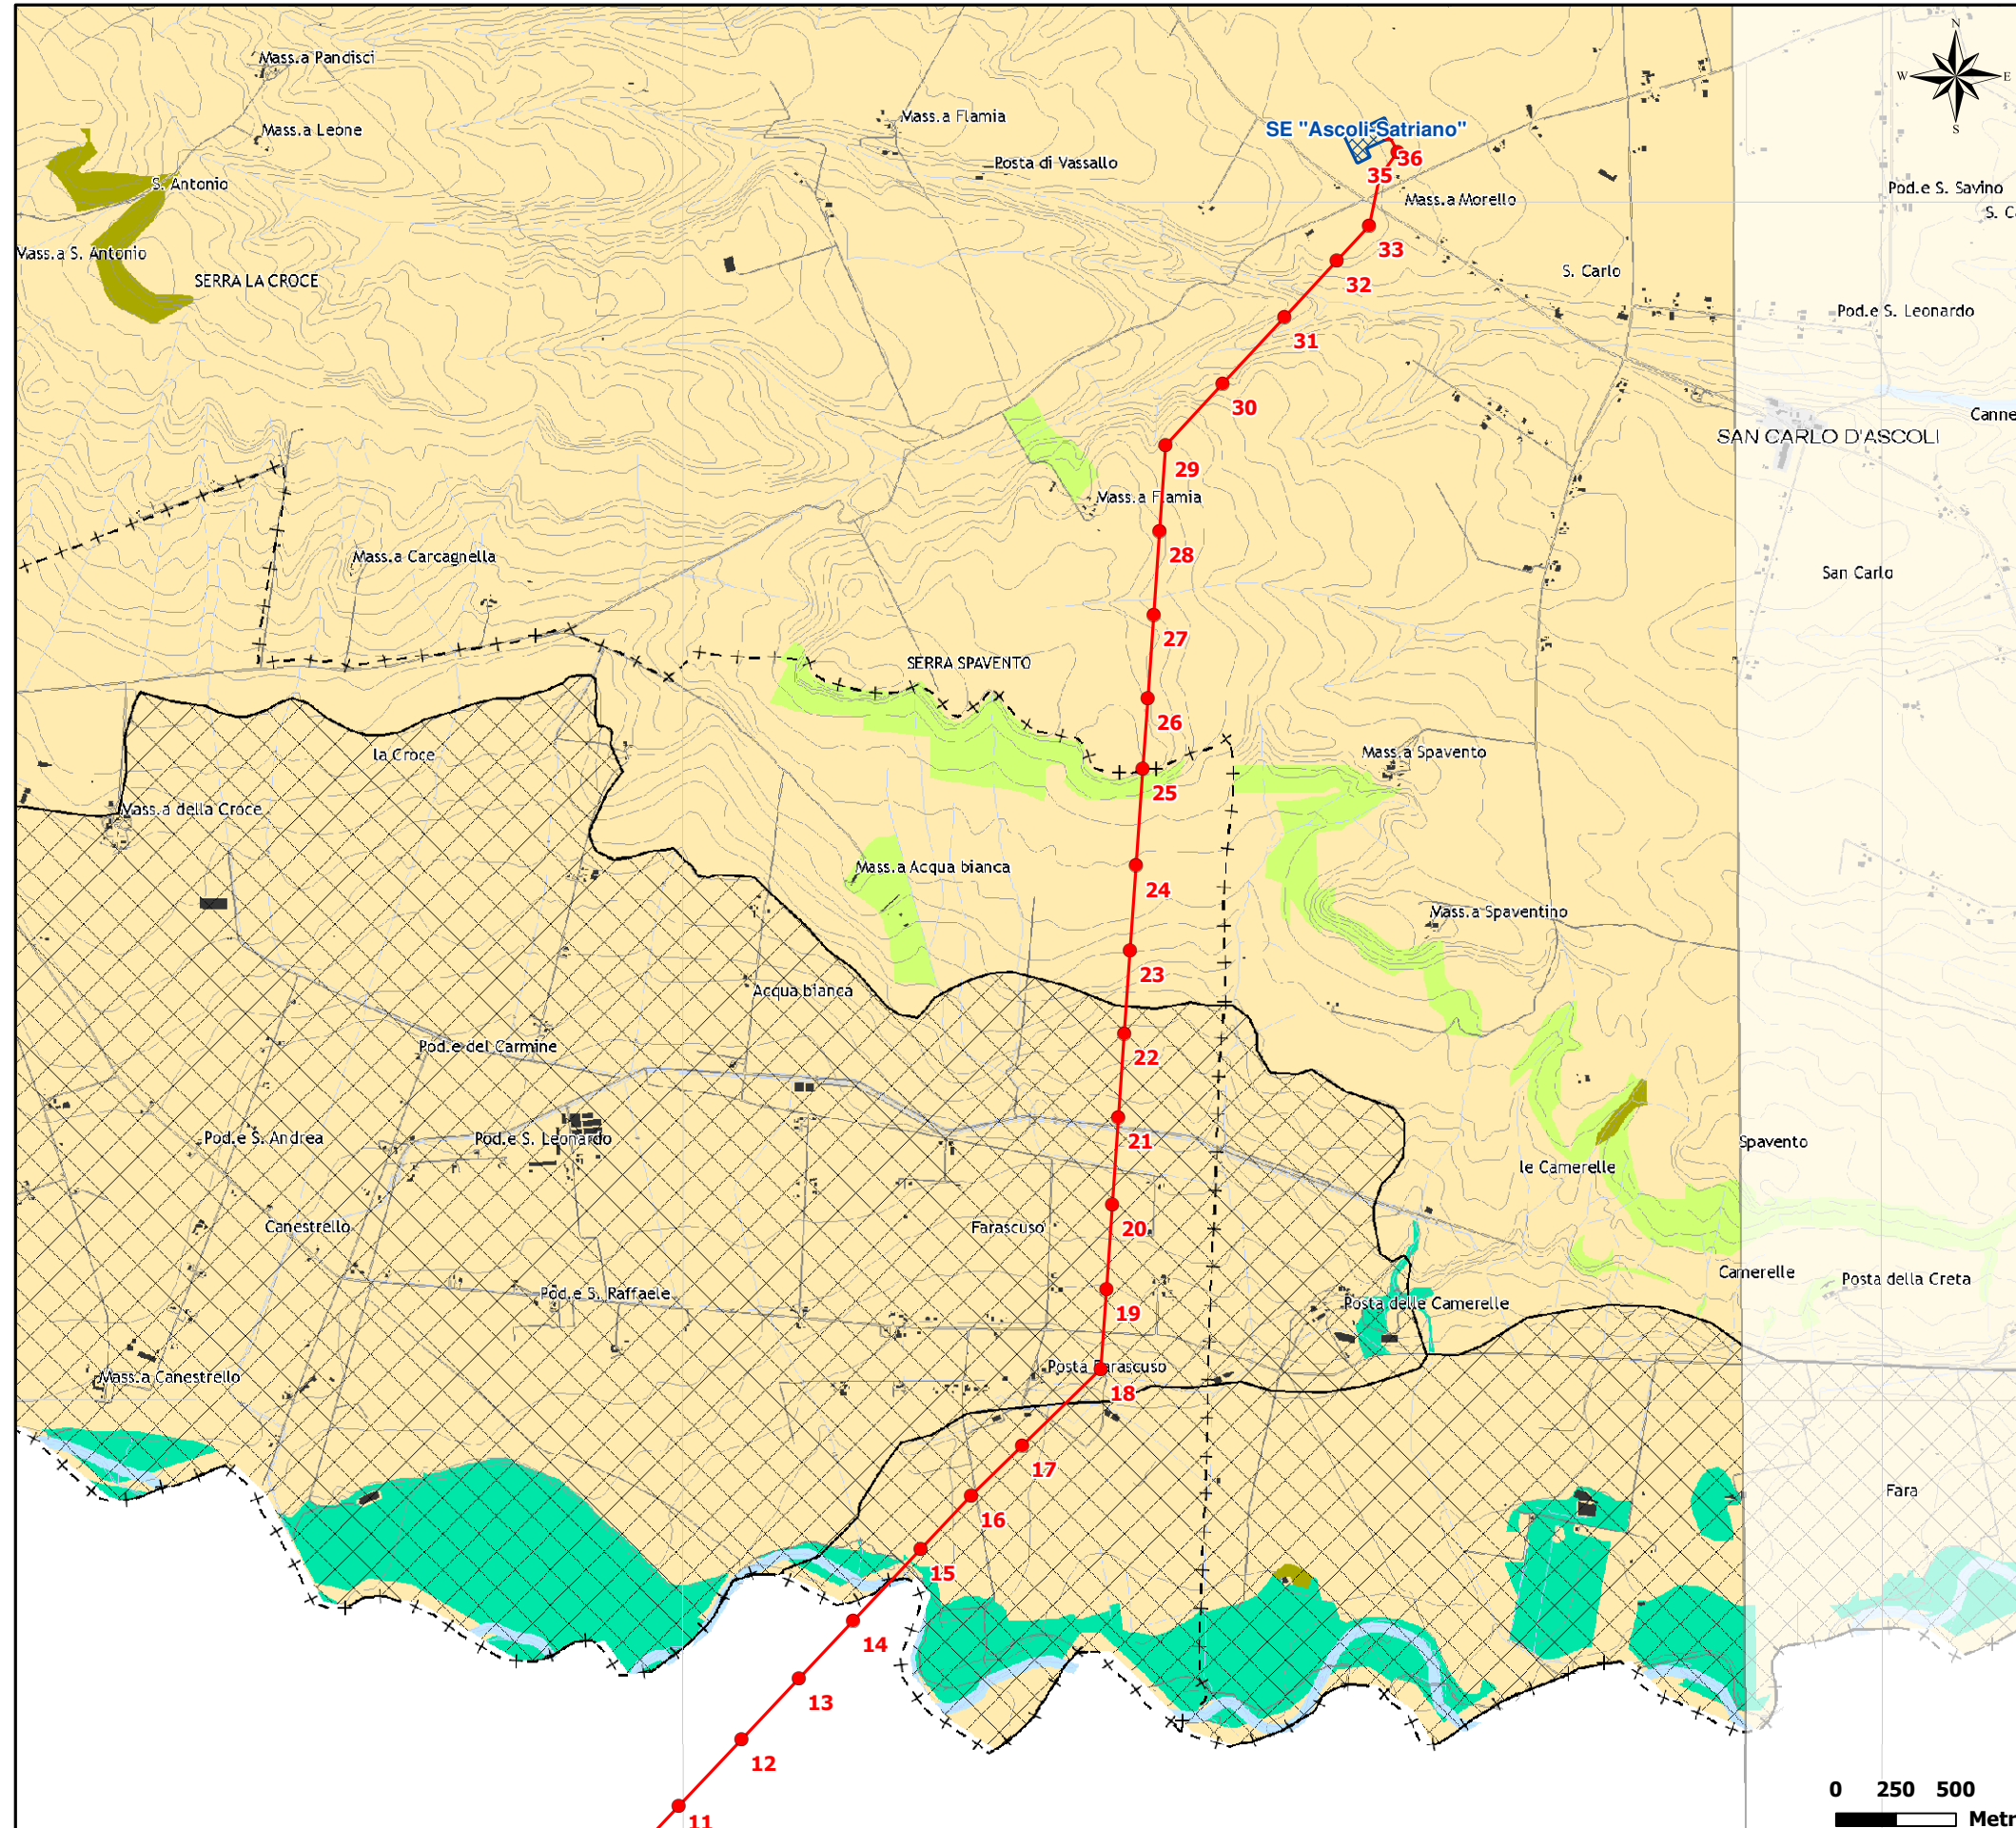 N
W
E
S
Mass.a Pandisci
Mass.a Flamia
Mass.a Leone
SE "Ascoli-Satriano"
36
Posta di Vassallo
35
S. Antonio
Pod.e S. Savino
Mass.a Morello
S. C
33
Mass.a S. Antonio
32
S. Carlo
SERRA LA CROCE
Pod.e S. Leonardo
31
30
Canne
SAN CARLO D'ASCOLI
29
Mass.a Flamia
28
Mass.a Carcagnella
San Carlo
27
SERRA SPAVENTO
26
la Croce
Mass.a Spavento
25
Mass.a della Croce
Mass.a Acqua bianca
24
Mass.a Spaventino
23
Acqua bianca
Pod.e del Carmine
22
Pod.e S. Andrea
Pod.e S. Leonardo
21
Spavento
le Camerelle
Canestrello
Farascuso
20
Camerelle
Posta della Creta
Pod.e S. Raffaele
19
Posta delle Camerelle
Posta Farascuso
Mass.a Canestrello
18
17
Fara
16
15
14
13
12
11
0 250 500
Metr